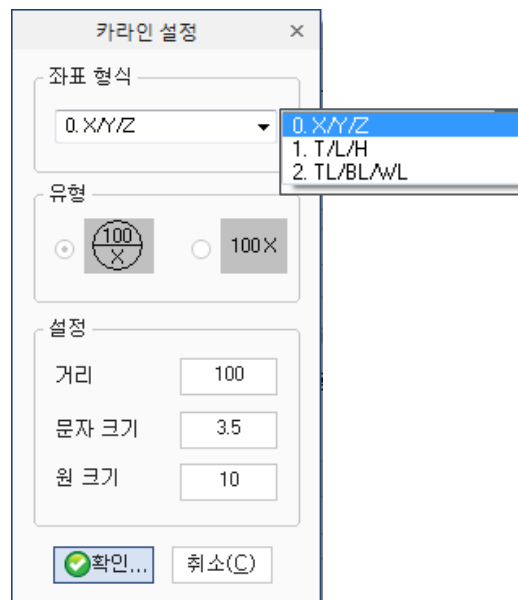 카라인 설정
좌표 형식
0. X/Y/Z
0. X/Y/Z
1. T/L/H
2. TL/BL/WL
유형
100
X
100X
설정
거리 100
문자 크기 3.5
원 크기 10
확인... 취소(C)